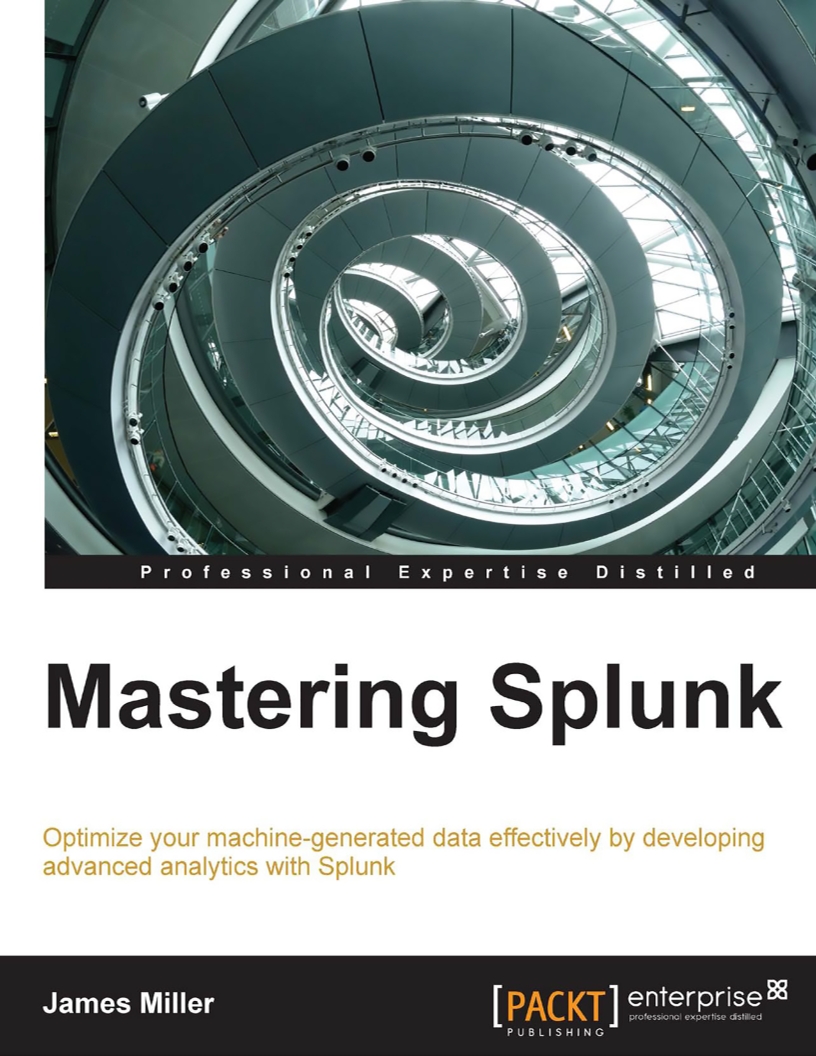 Professional Expertise Distilled
Mastering Splunk
Optimize your machine-generated data effectively by developing
advanced analytics with Splunk
James Miller
[PACKT] enterprise
PUBLISHING professional expertise distilled